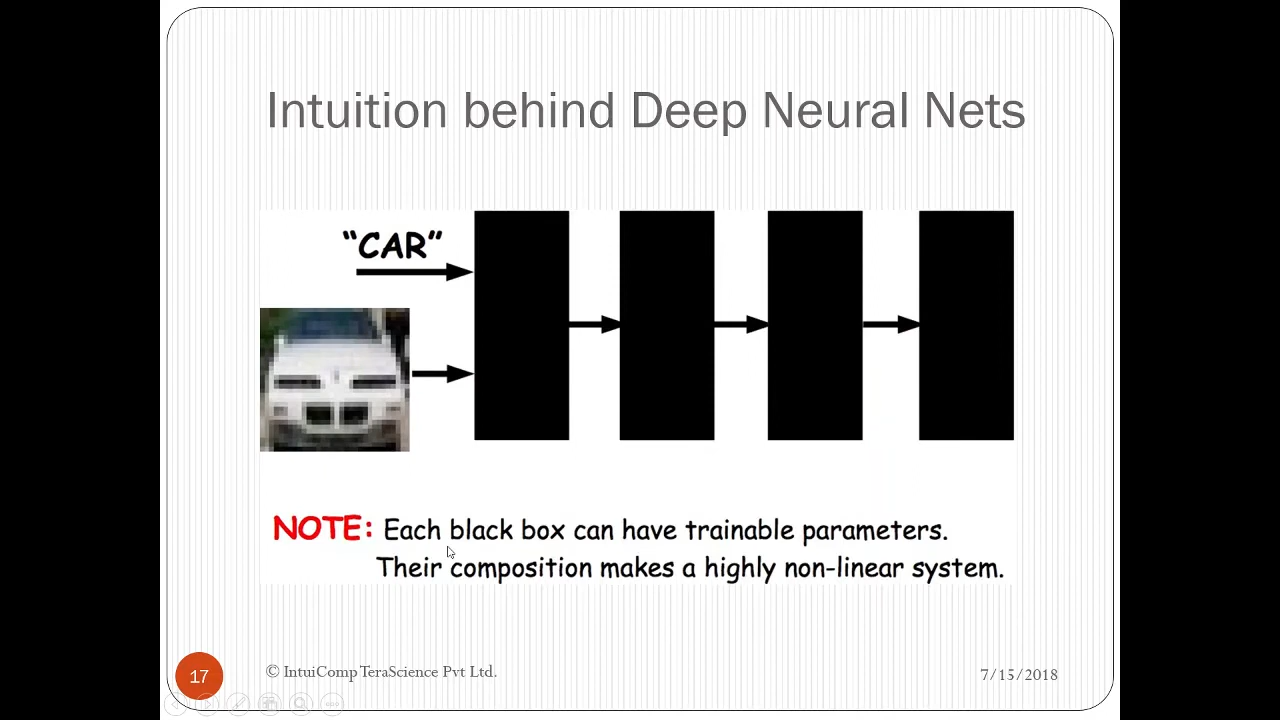 Intuition behind Deep Neural Nets
“CAR”
NOTE: Each black box can have trainable parameters.
Their composition makes a highly non-linear system.
17
© IntuiComp TeraScience Pvt Ltd.
7/15/2018